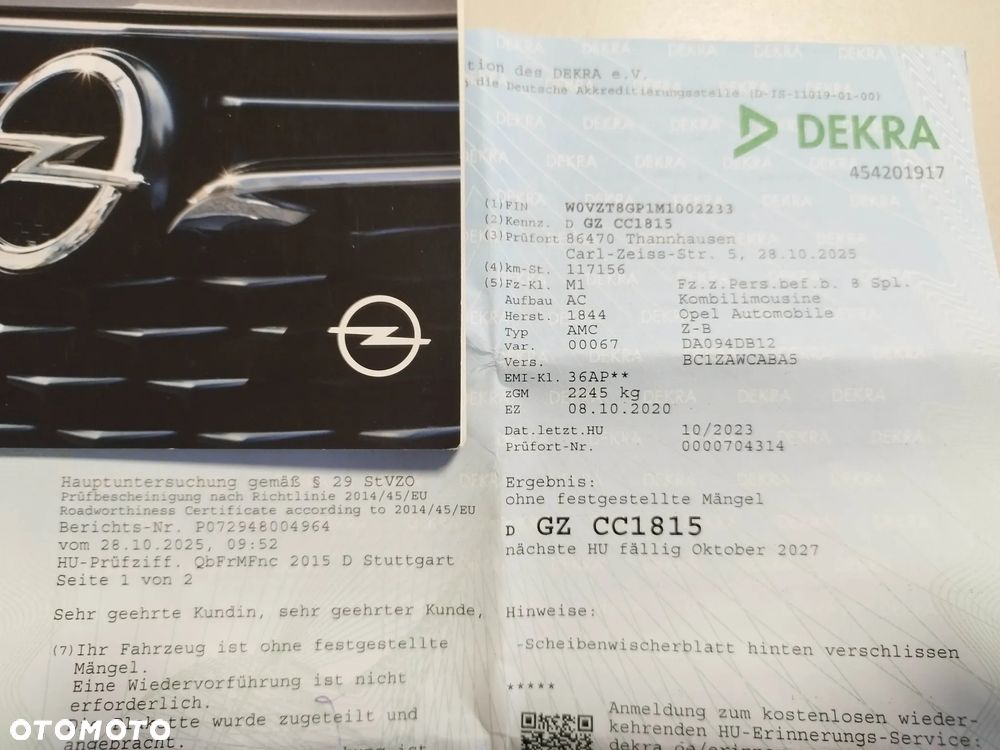 tion des DEKRA e.V.
die Deutsche Akkreditierungsstelle (D-IS-11019-01-00)
DEKRA
454201917
(1) FIN W0VZT8GP1M1002233
(2) Kennz. D GZ CC1815
(3) Prüfort 86470 Thannhausen
Carl-Zeiss-Str. 5, 28.10.2025
(4) km-St. 117156
(5) Fz-Kl. M1 Fz.z.Pers.bef.b. 8 Spl.
Aufbau AC Kombilimousine
Herst. 1844 Opel Automobile
Typ AMC Z-B
Var. 00067 DA094DB12
Vers. BC1ZAWCABA5
EMI-Kl. 36AP**
zGM 2245 kg
EZ 08.10.2020
Dat.letzt.HU 10/2023
Prüfort-Nr. 0000704314
Ergebnis:
ohne festgestellte Mängel
D GZ CC1815
nächste HU fällig Oktober 2027
Hinweise:
-Scheibenwischerblatt hinten verschlissen
*****
Anmeldung zum kostenlosen wieder-
kehrenden HU-Erinnerungs-Service:
Hauptuntersuchung gemäß § 29 StVZO
Prüfbescheinigung nach Richtlinie 2014/45/EU
Roadworthiness Certificate according to 2014/45/EU
Berichts-Nr. P072948004964
vom 28.10.2025, 09:52
HU-Prüfziff. QbFrMFnc 2015 D Stuttgart
Seite 1 von 2
Sehr geehrte Kundin, sehr geehrter Kunde,
(7) Ihr Fahrzeug ist ohne festgestellte
Mängel.
Eine Wiedervorführung ist nicht
erforderlich.
Die Plakette wurde zugeteilt und
angebracht.
OTOMOTO